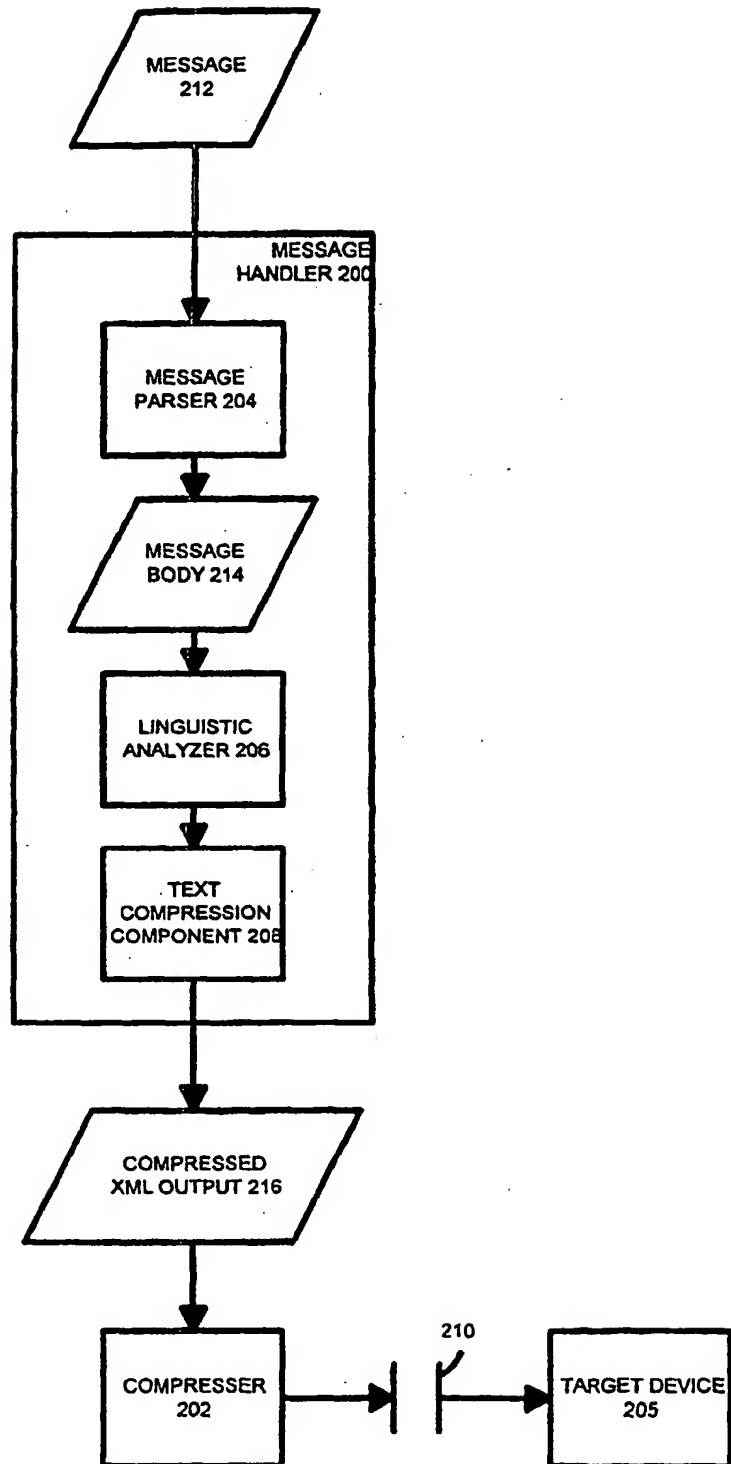 MESSAGE
212
MESSAGE
HANDLER 200
MESSAGE
PARSER 204
MESSAGE
BODY 214
LINGUISTIC
ANALYZER 206
TEXT
COMPRESSION
COMPONENT 208
COMPRESSED
XML OUTPUT 216
210
COMPRESSER
202
TARGET DEVICE
205